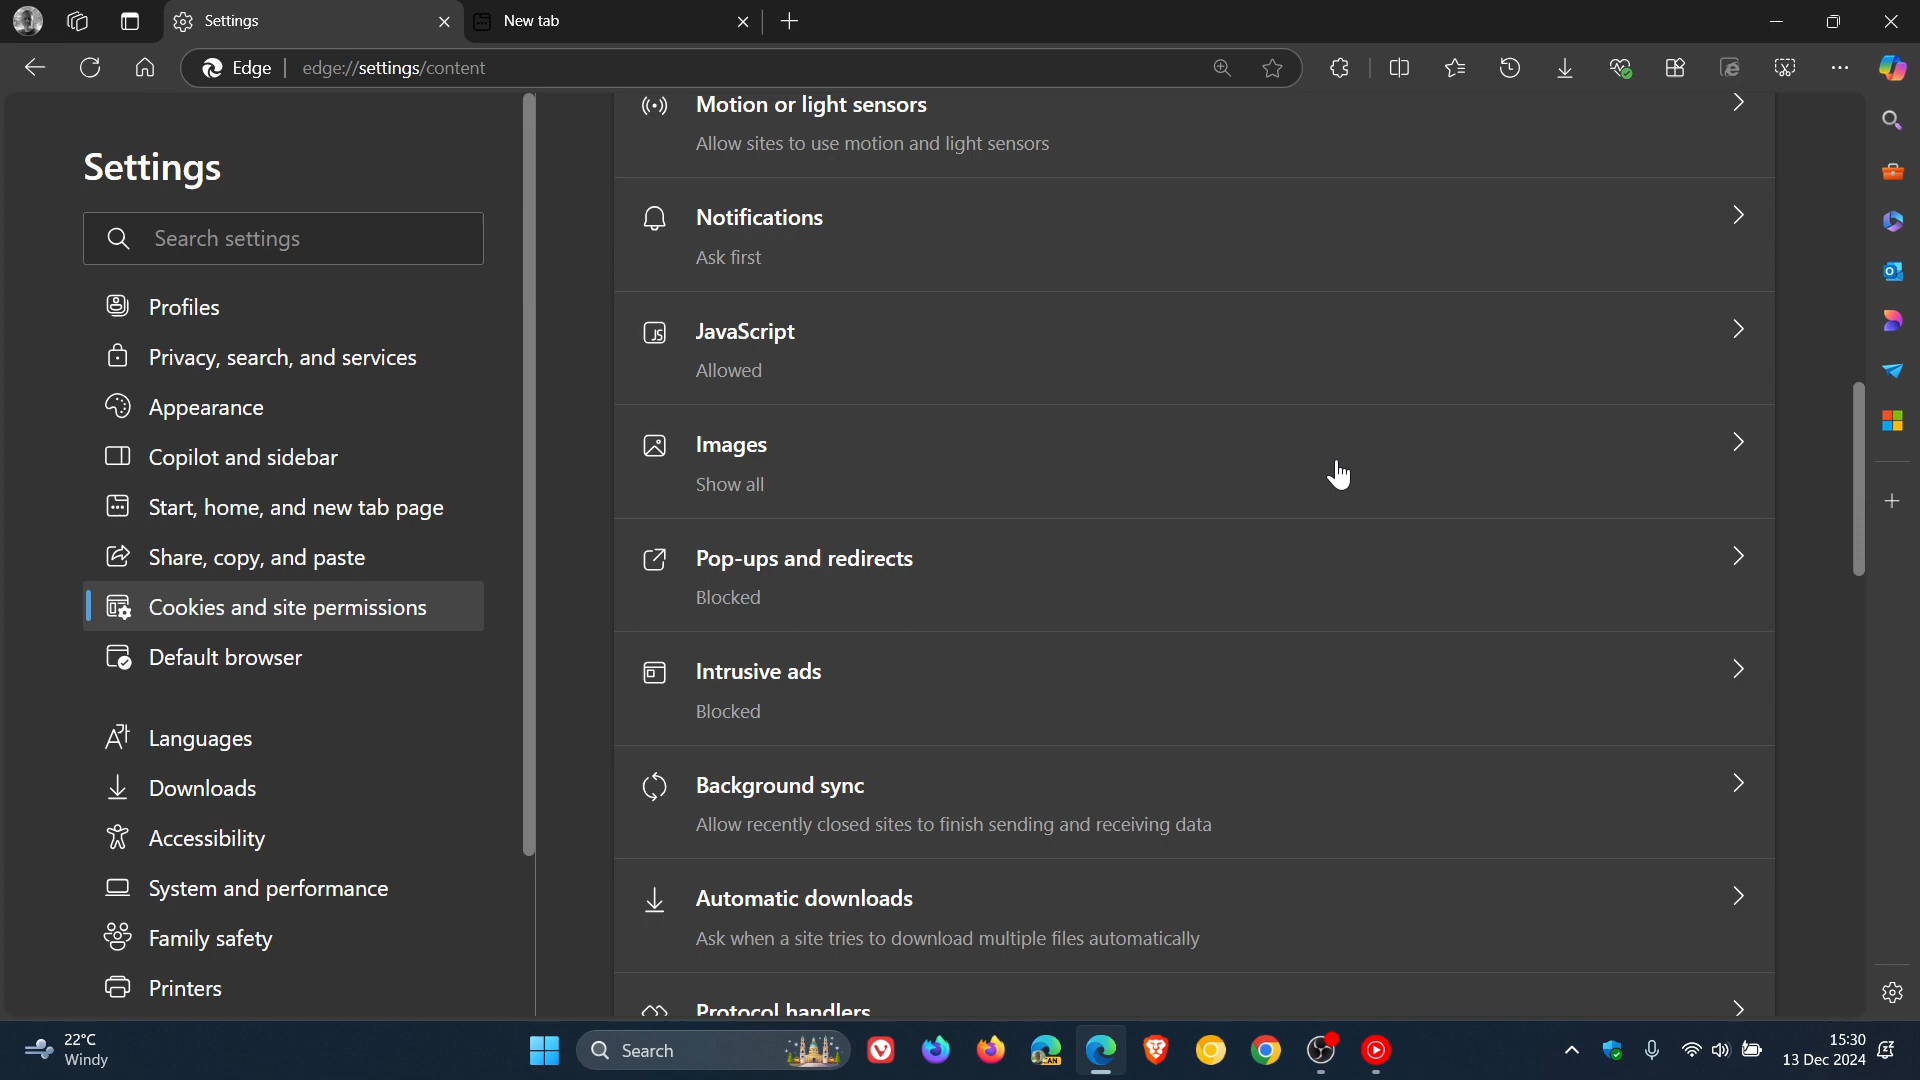 Settings
New tab
Edge
edge://settings/content
Settings
Search settings
Profiles
Privacy, search, and services
Appearance
Copilot and sidebar
Start, home, and new tab page
Share, copy, and paste
Cookies and site permissions
Default browser
Languages
Downloads
Accessibility
System and performance
Family safety
Printers
Motion or light sensors
Allow sites to use motion and light sensors
Notifications
Ask first
JavaScript
Allowed
Images
Show all
Pop-ups and redirects
Blocked
Intrusive ads
Blocked
Background sync
Allow recently closed sites to finish sending and receiving data
Automatic downloads
Ask when a site tries to download multiple files automatically
Protocol handlers
22°C
Windy
Search
CAN
15:30
13 Dec 2024